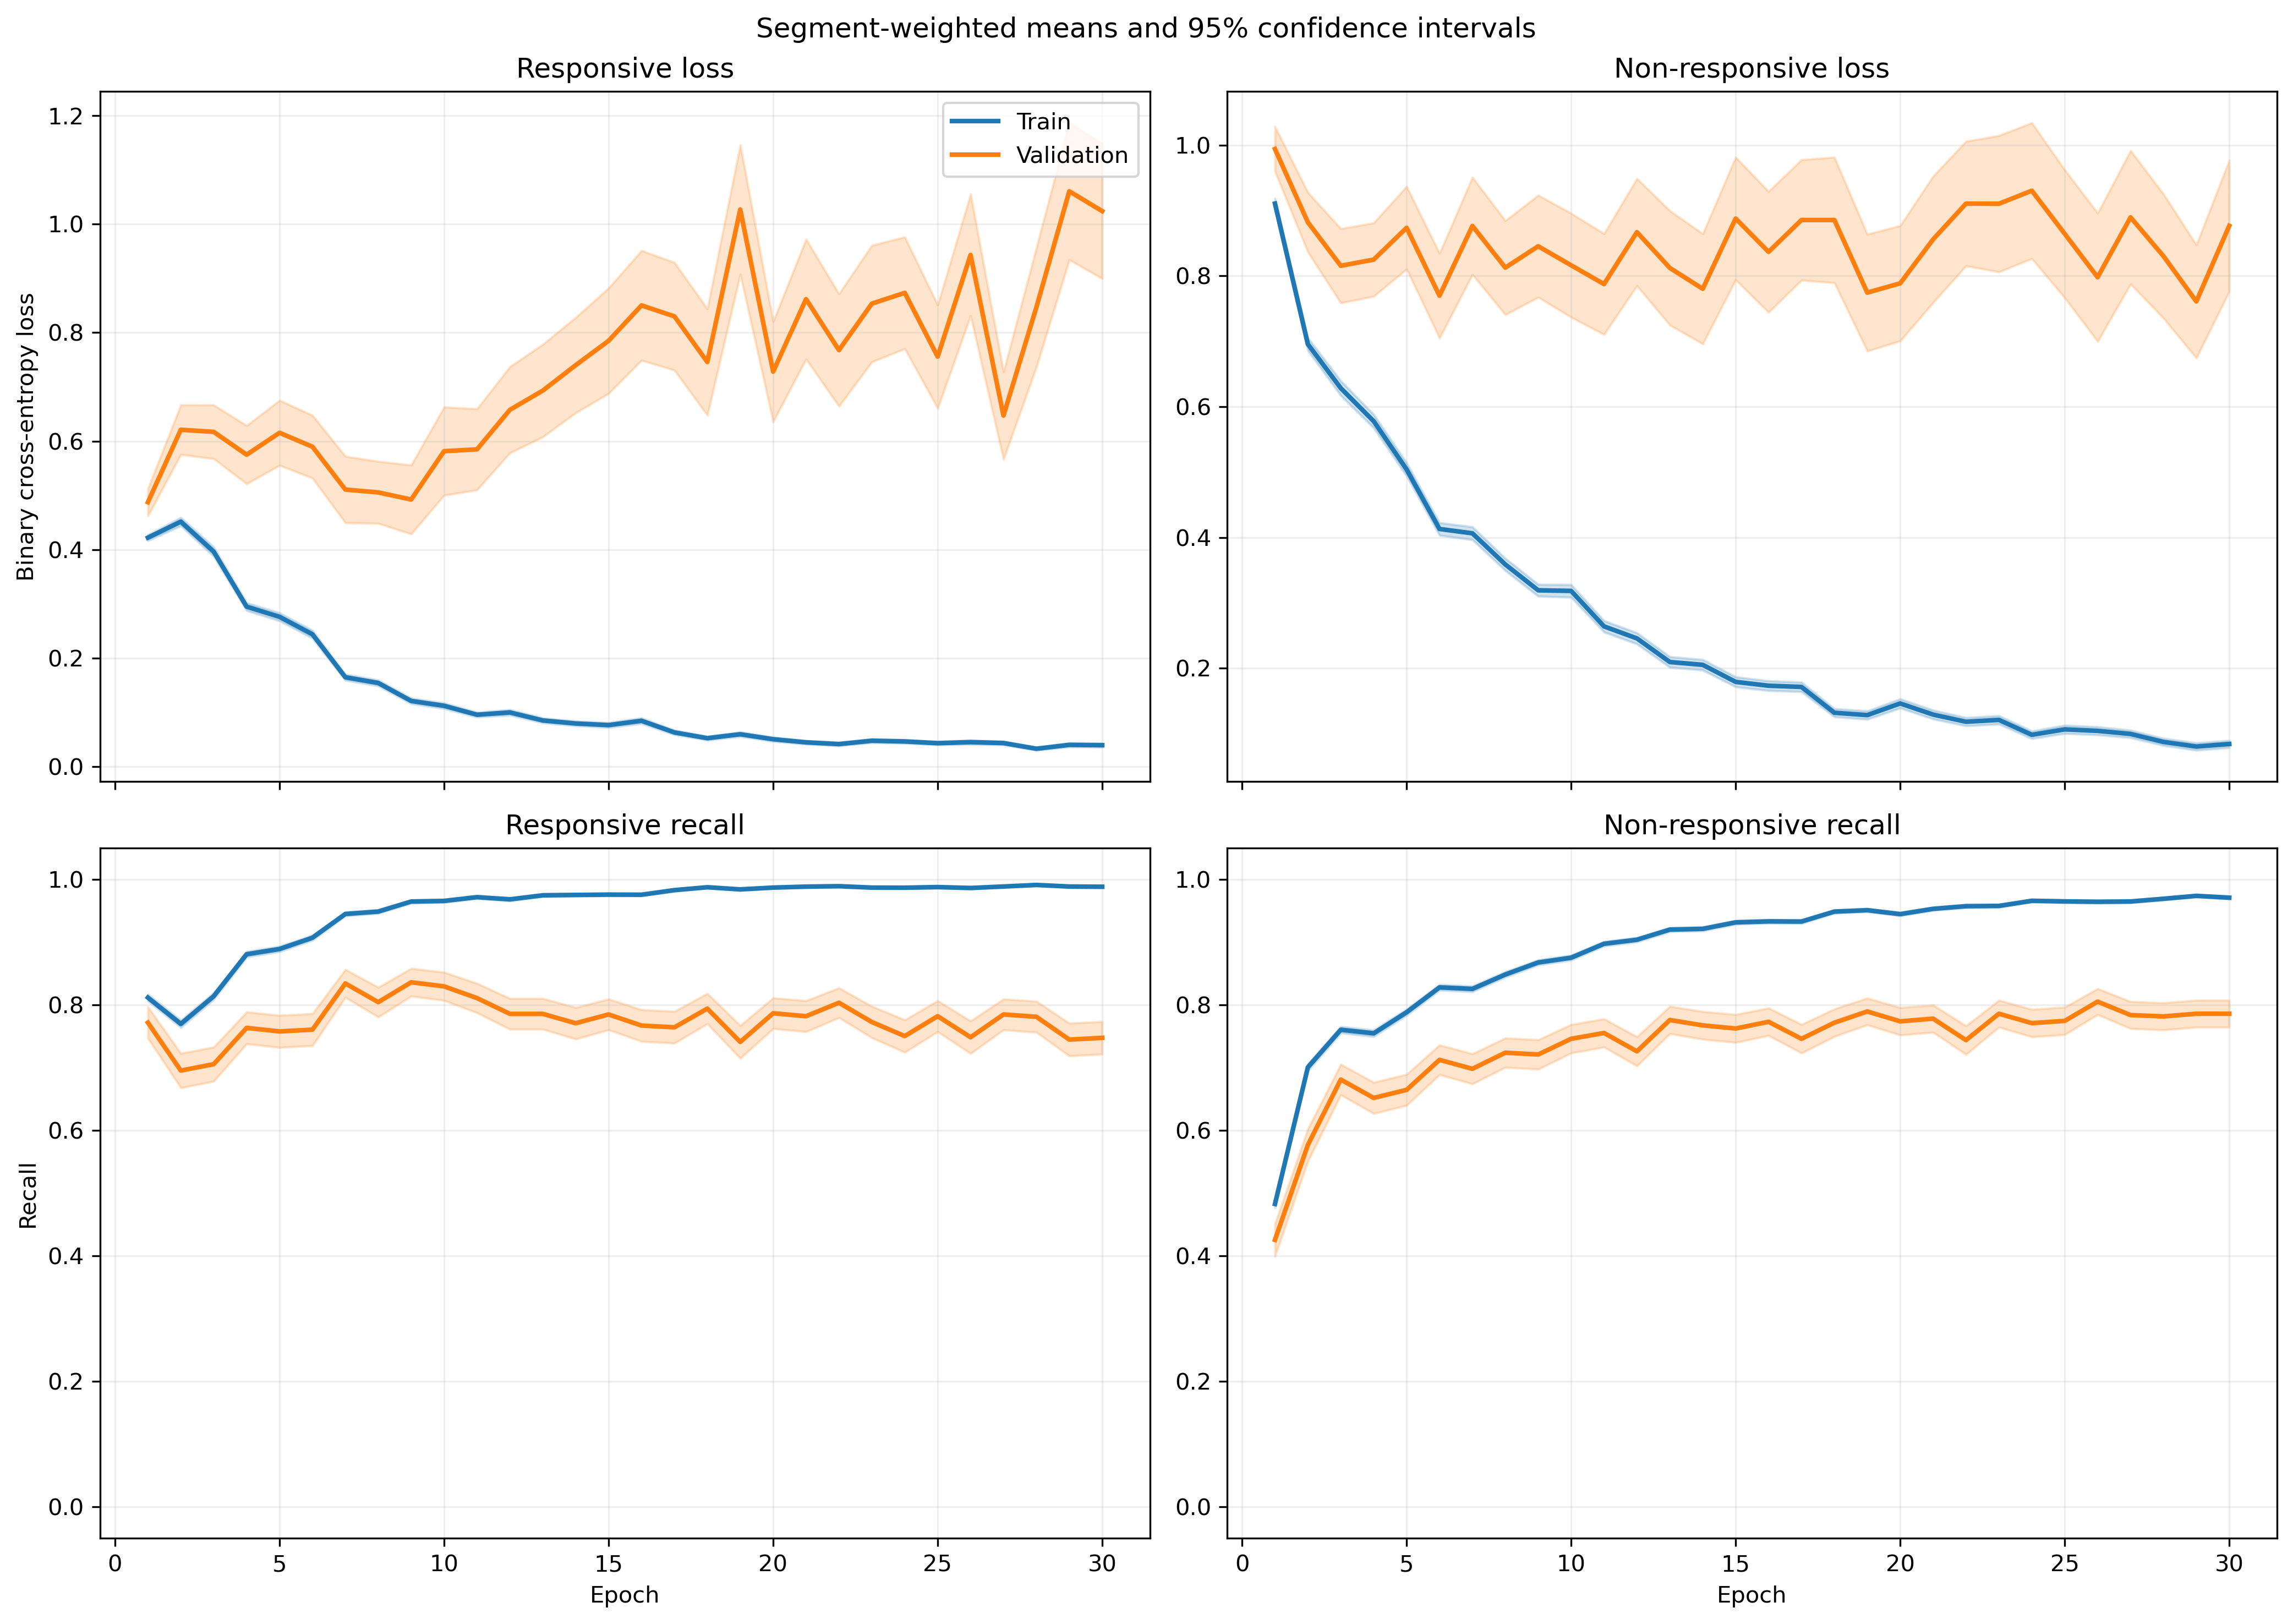 Segment-weighted means and 95% confidence intervals
Responsive loss
Non-responsive loss
Binary cross-entropy loss
1.2
1.0
0.8
0.6
0.4
0.2
0.0
Train
Validation
1.0
0.8
0.6
0.4
0.2
Responsive recall
Non-responsive recall
Recall
1.0
0.8
0.6
0.4
0.2
0.0
0 5 10 15 20 25 30
Epoch
1.0
0.8
0.6
0.4
0.2
0.0
0 5 10 15 20 25 30
Epoch